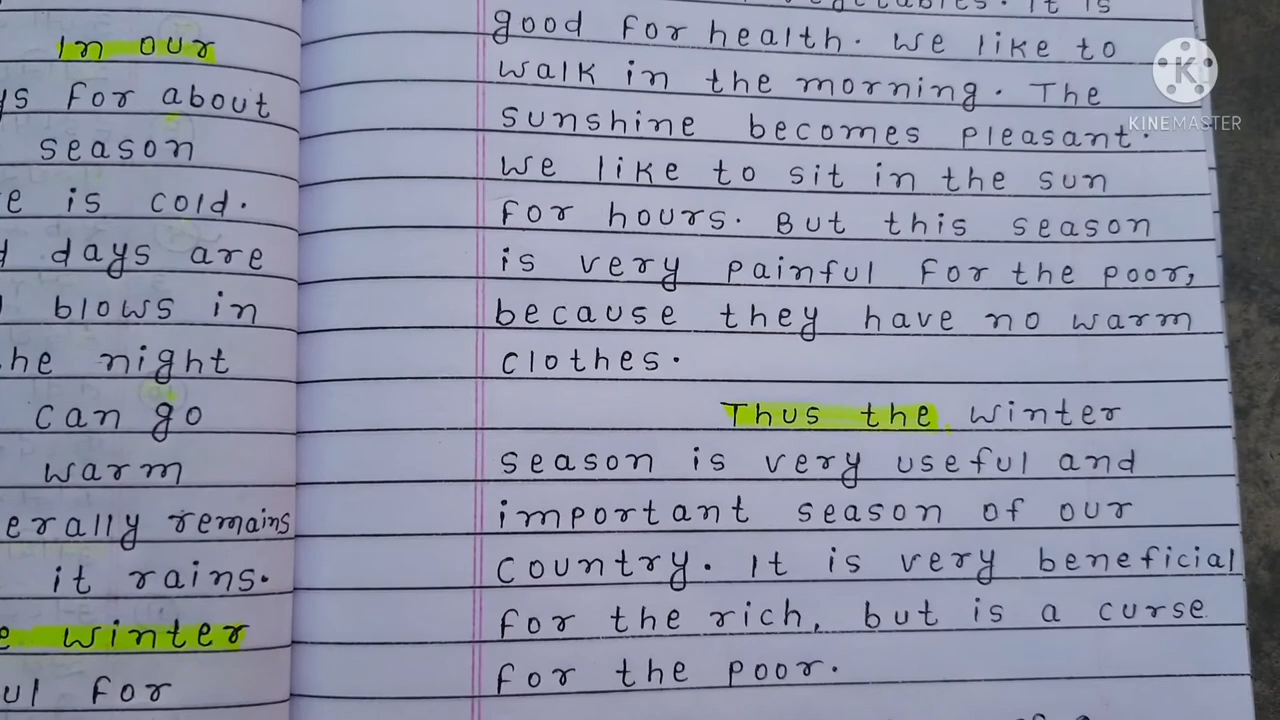 In our
for about
season
is cold.
days are
blows in
night
can go
warm
remains
it rains.
winter
for
It is
good for health. We like to
walk in the morning. The
sunshine becomes pleasant.
We like to sit in the sun
for hours. But this season
is very painful for the poor,
because they have no warm
clothes.
Thus the winter
season is very useful and
important season of our
country. It is very beneficial
for the rich, but is a curse
for the poor.
K
KINEMASTER